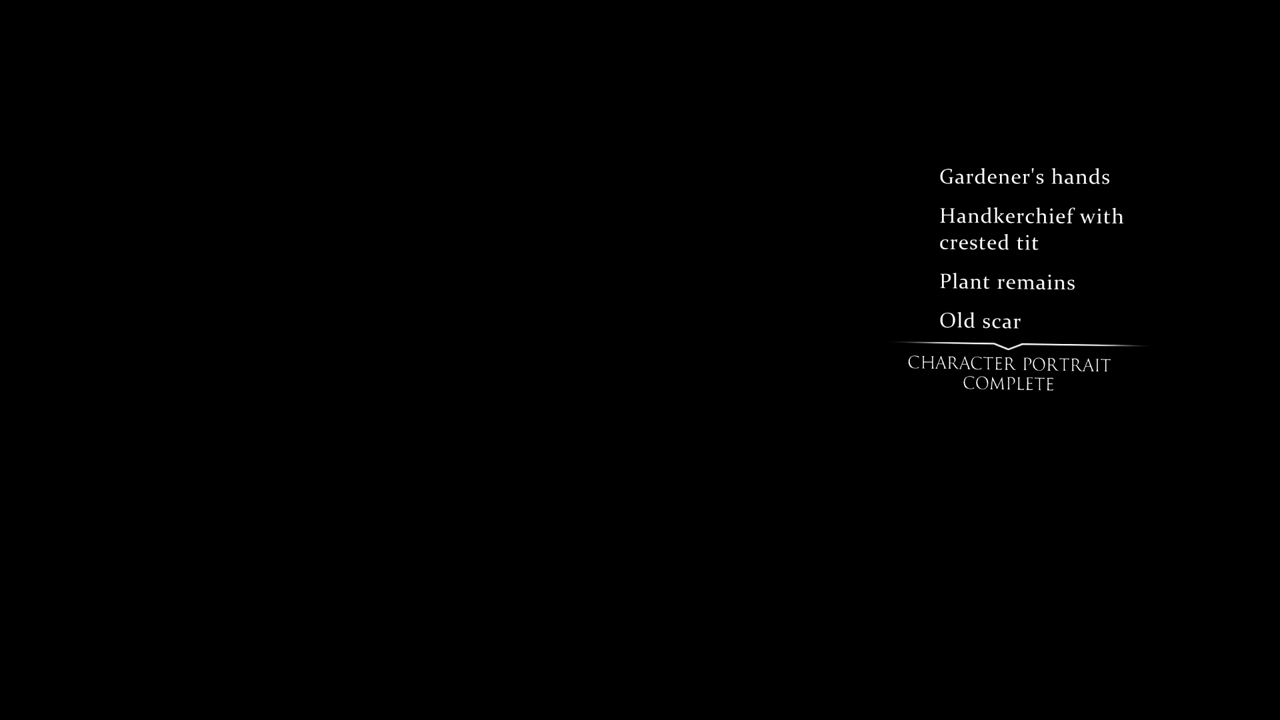 Gardener's hands
Handkerchief with
crested tit
Plant remains
Old scar
CHARACTER PORTRAIT
COMPLETE